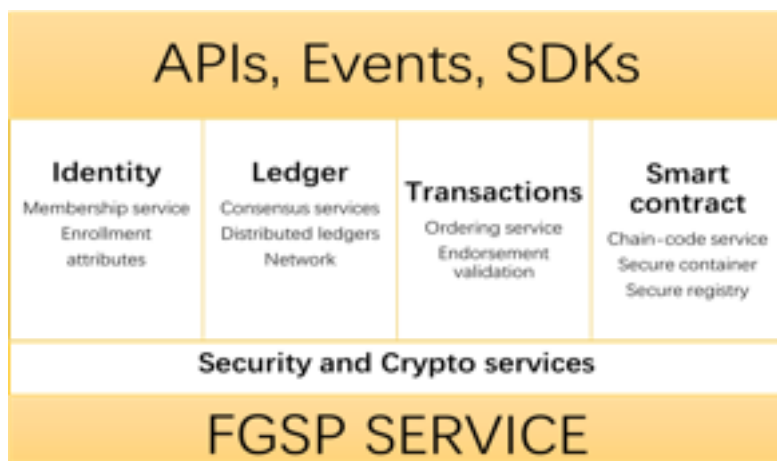 APIs, Events, SDKs
Identity
Membership service
Enrollment
attributes
Ledger
Consensus services
Distributed ledgers
Network
Transactions
Ordering service
Endorsement
validation
Smart
contract
Chain-code service
Secure container
Secure registry
Security and Crypto services
FGSP SERVICE